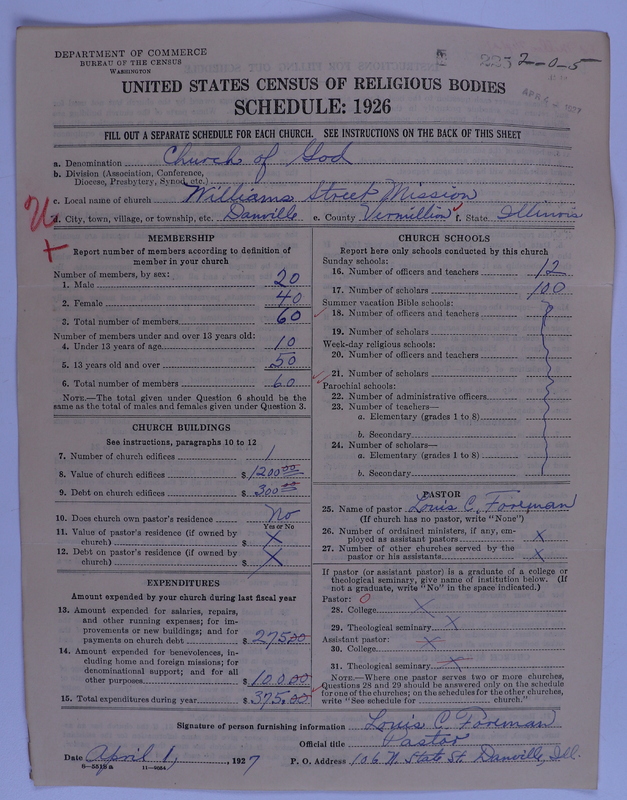 DEPARTMENT OF COMMERCE
BUREAU OF THE CENSUS
WASHINGTON
223 2-0-5
APR 4 1927
UNITED STATES CENSUS OF RELIGIOUS BODIES
SCHEDULE: 1926
FILL OUT A SEPARATE SCHEDULE FOR EACH CHURCH. SEE INSTRUCTIONS ON THE BACK OF THIS SHEET
a. Denomination Church of God
b. Division (Association, Conference,
Diocese, Presbytery, Synod, etc.)
c. Local name of church Williams Street Mission
d. City, town, village, or township, etc. Danville e. County Vermillion f. State Illinois
MEMBERSHIP
Report number of members according to definition of
member in your church
Number of members, by sex:
1. Male 20
2. Female 40
3. Total number of members 60
Number of members under and over 13 years old:
4. Under 13 years of age 10
5. 13 years old and over 50
6. Total number of members 60
NOTE.—The total given under Question 6 should be
same as the total of males and females given under Question 3.
CHURCH BUILDINGS
See instructions, paragraphs 10 to 12
7. Number of church edifices 1
8. Value of church edifices $1200.00
9. Debt on church edifices $300.00
10. Does church own pastor's residence No
Yes or No
11. Value of pastor's residence (if owned by
church) $ X
12. Debt on pastor's residence (if owned by
church) $ X
EXPENDITURES
Amount expended by your church during last fiscal year
13. Amount expended for salaries, repairs,
and other running expenses; for im-
provements or new buildings; and for
payments on church debt $275.00
14. Amount expended for benevolences, in-
cluding home and foreign missions; for
denominational support; and for all
other purposes $100.00
15. Total expenditures during year $375.00
CHURCH SCHOOLS
Report here only schools conducted by this church
Sunday schools:
16. Number of officers and teachers 12
17. Number of scholars 100
Summer vacation Bible schools:
18. Number of officers and teachers
19. Number of scholars
Week-day religious schools:
20. Number of officers and teachers
21. Number of scholars
Parochial schools:
22. Number of administrative officers
23. Number of teachers—
a. Elementary (grades 1 to 8)
b. Secondary
24. Number of scholars—
a. Elementary (grades 1 to 8)
b. Secondary
PASTOR
25. Name of pastor Louis C. Foreman
(If church has no pastor, write "None")
26. Number of ordained ministers, if any, em-
ployed as assistant pastors X
27. Number of other churches served by the
pastor or his assistants X
If pastor (or assistant pastor) is a graduate of a college or
theological seminary, give name of institution below. (If
not a graduate, write "No" in the space indicated.)
Pastor: 0
28. College X
29. Theological seminary X
Assistant pastor:
30. College X
31. Theological seminary X
NOTE.—Where one pastor serves two or more churches,
Questions 28 and 29 should be answered only on the schedule
for one of the churches; on the schedules for the other churches,
write "See schedule for church."
Signature of person furnishing information Louis C. Foreman
Official title Pastor
Date April 1, 1927 P. O. Address 106 N. State St. Danville, Ill.
8—5518a 11—9054